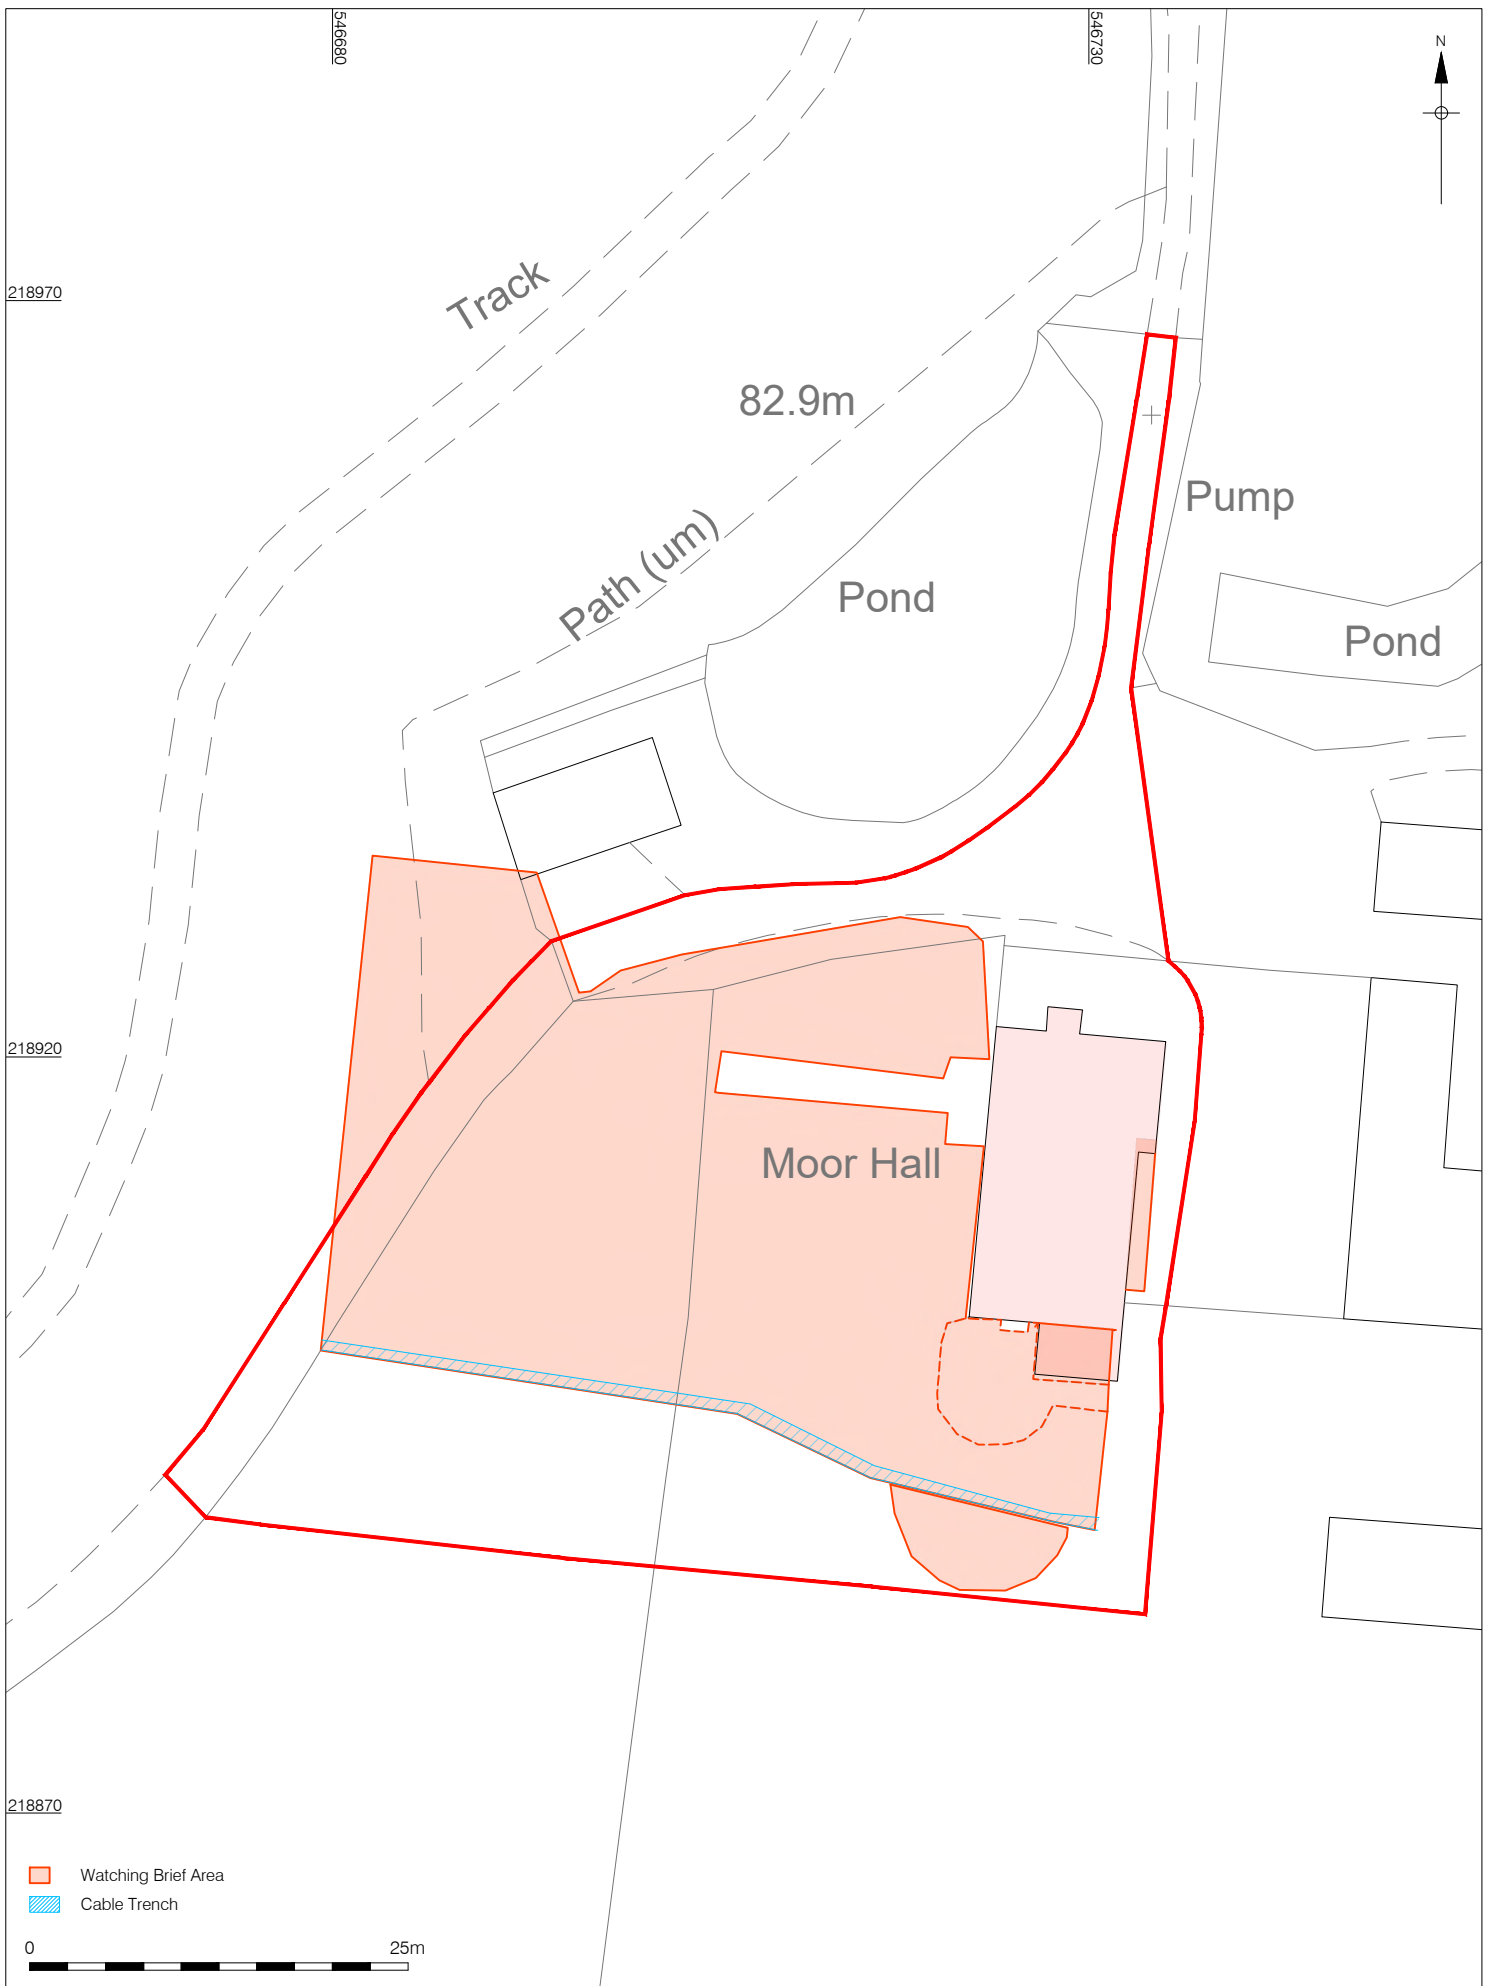 546680
546730
N
218970
Track
82.9m
Pump
Path (um)
Pond
Pond
218920
Moor Hall
218870
Watching Brief Area
Cable Trench
0 25m